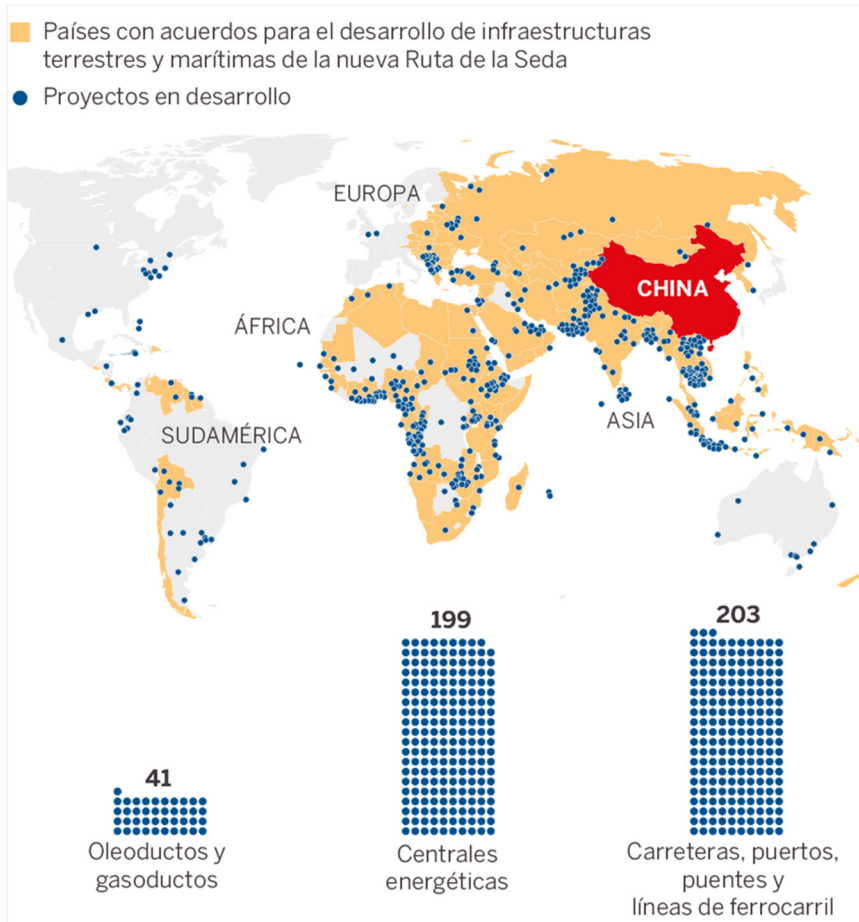 Países con acuerdos para el desarrollo de infraestructuras
terrestres y marítimas de la nueva Ruta de la Seda
Proyectos en desarrollo
EUROPA
CHINA
ÁFRICA
ASIA
SUDAMÉRICA
41
Oleoductos y
gasoductos
199
Centrales
energéticas
203
Carreteras, puertos,
puentes y
líneas de ferrocarril